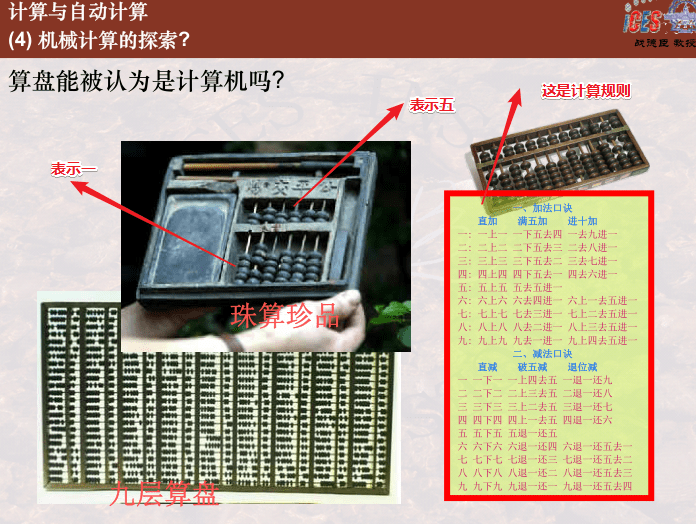 计算与自动计算
(4) 机械计算的探索?
iCES
战德臣 教授
算盘能被认为是计算机吗?
这是计算规则
表示五
表示一
公平交
珠算珍品
九层算盘
一、加法口诀
直加 满五加 进十加
一: 一上一 一下五去四 一去九进一
二: 二上二 二下五去三 二去八进一
三: 三上三 三下五去二 三去七进一
四: 四上四 四下五去一 四去六进一
五: 五上五 五去五进一
六: 六上六 六去四进一 六上一去五进一
七: 七上七 七去三进一 七上二去五进一
八: 八上八 八去二进一 八上三去五进一
九: 九上九 九去一进一 九上四去五进一
二、减法口诀
直减 破五减 退位减
一 一下一 一上四去五 一退一还九
二 二下二 二上三去五 二退一还八
三 三下三 三上二去五 三退一还七
四 四下四 四上一去五 四退一还六
五 五下五 五退一还五
六 六下六 六退一还四 六退一还五去一
七 七下七 七退一还三 七退一还五去二
八 八下八 八退一还二 八退一还五去三
九 九下九 九退一还一 九退一还五去四